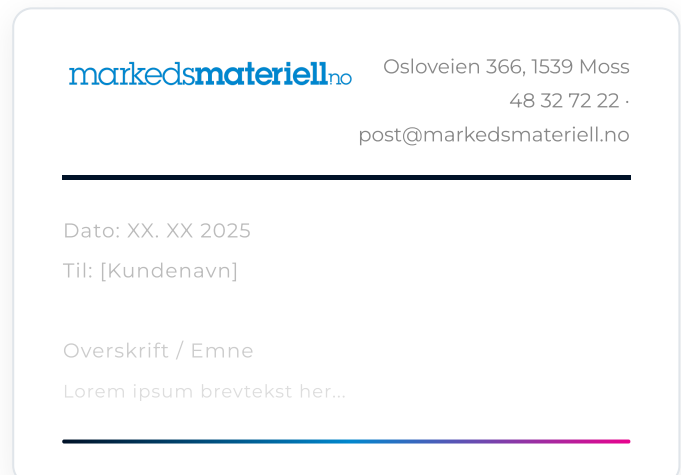 markedsmateriell.no
Osloveien 366, 1539 Moss
48 32 72 22 ·
post@markedsmateriell.no
Dato: XX. XX 2025
Til: [Kundenavn]
Overskrift / Emne
Lorem ipsum brevtekst her...